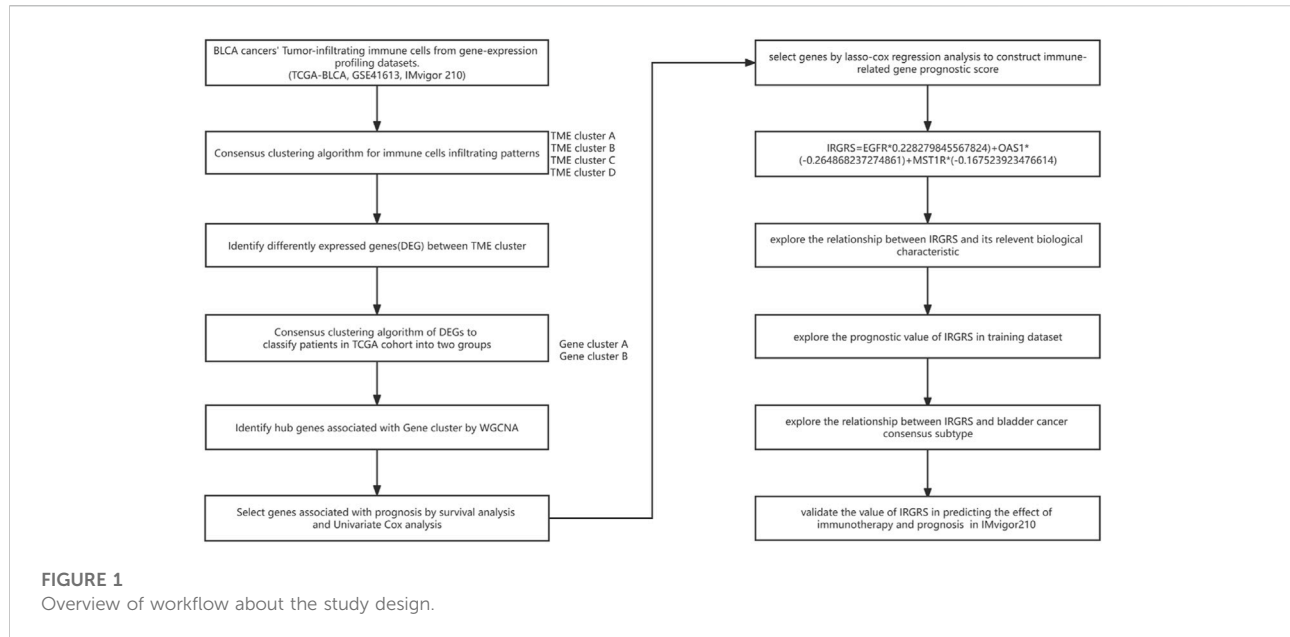 BLCA cancers' Tumor-infiltrating immune cells from gene-expression
profiling datasets.
(TCGA-BLCA, GSE41613, IMvigor 210)
Consensus clustering algorithm for immune cells infiltrating patterns
TME cluster A
TME cluster B
TME cluster C
TME cluster D
Identify differently expressed genes(DEG) between TME cluster
Consensus clustering algorithm of DEGs to
classify patients in TCGA cohort into two groups
Gene cluster A
Gene cluster B
Identify hub genes associated with Gene cluster by WGCNA
Select genes associated with prognosis by survival analysis
and Univariate Cox analysis
select genes by lasso-cox regression analysis to construct immune-
related gene prognostic score
IRGRS=EGFR*0.228279845567824)+OAS1*
(-0.264868237274861)+MST1R*(-0.167523923476614)
explore the relationship between IRGRS and its relevent biological
characteristic
explore the prognostic value of IRGRS in training dataset
explore the relationship between IRGRS and bladder cancer
consensus subtype
validate the value of IRGRS in predicting the effect of
immunotherapy and prognosis in IMvigor210
FIGURE 1
Overview of workflow about the study design.